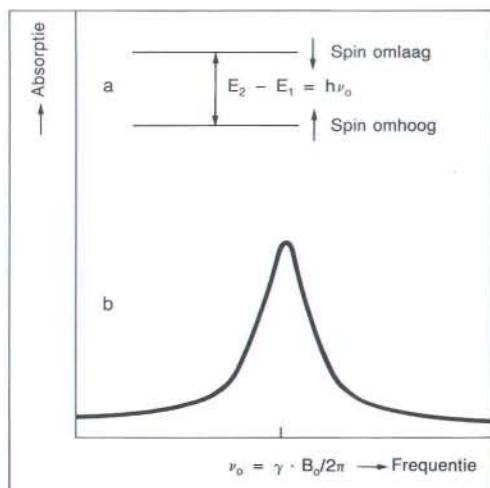 → Absorptie
a
↓ Spin omlaag
E₂ − E₁ = hν₀
↑ Spin omhoog
b
ν₀ = γ · B₀/2π → Frequentie